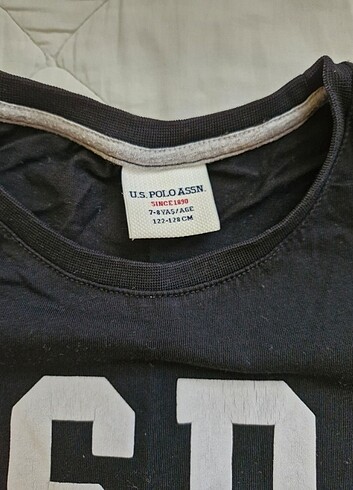 U.S. POLO ASSN.
SINCE 1890
7-8 YAŞ/AGE
122-128 CM